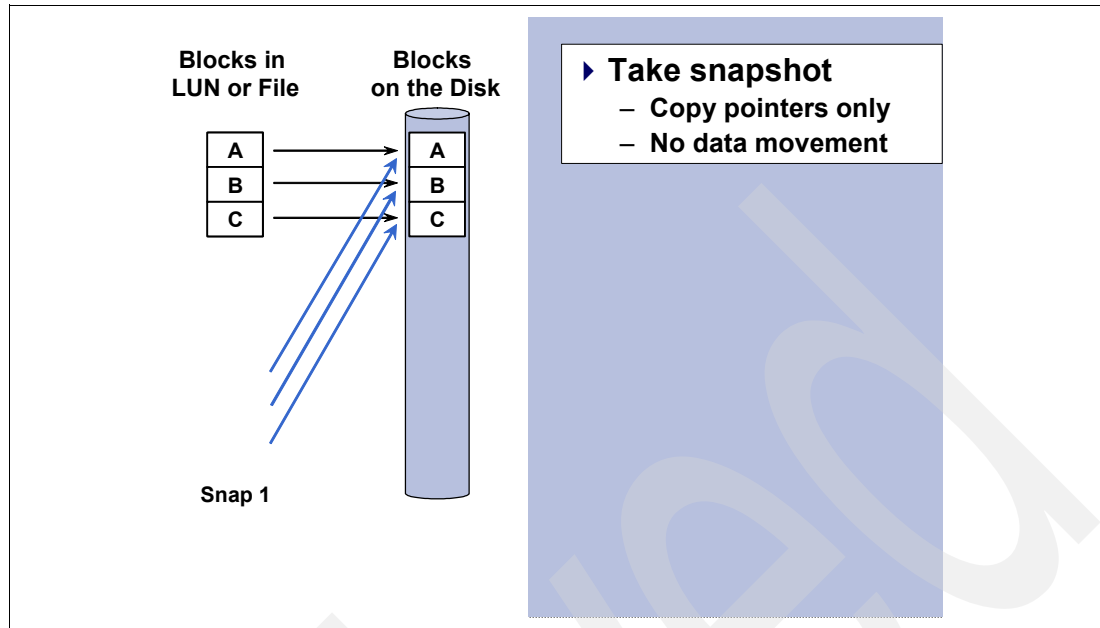 Blocks in
LUN or File
Blocks
on the Disk
A
B
C
A
B
C
Snap 1
Take snapshot
– Copy pointers only
– No data movement